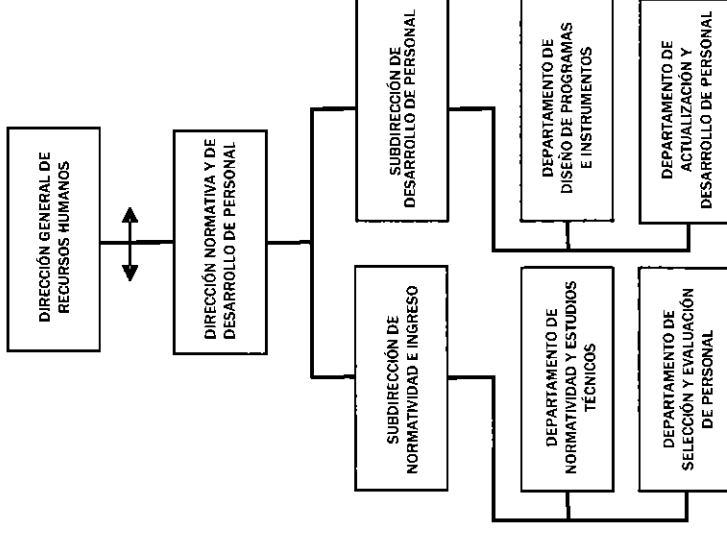 DIRECCIÓN GENERAL DE
RECURSOS HUMANOS
DIRECCIÓN NORMATIVA Y DE
DESARROLLO DE PERSONAL
SUBDIRECCIÓN DE
NORMATIVIDAD E INGRESO
SUBDIRECCIÓN DE
DESARROLLO DE PERSONAL
DEPARTAMENTO DE
NORMATIVIDAD Y ESTUDIOS
TÉCNICOS
DEPARTAMENTO DE
DISEÑO DE PROGRAMAS
E INSTRUMENTOS
DEPARTAMENTO DE
SELECCIÓN Y EVALUACIÓN
DE PERSONAL
DEPARTAMENTO DE
ACTUALIZACIÓN Y
DESARROLLO DE PERSONAL